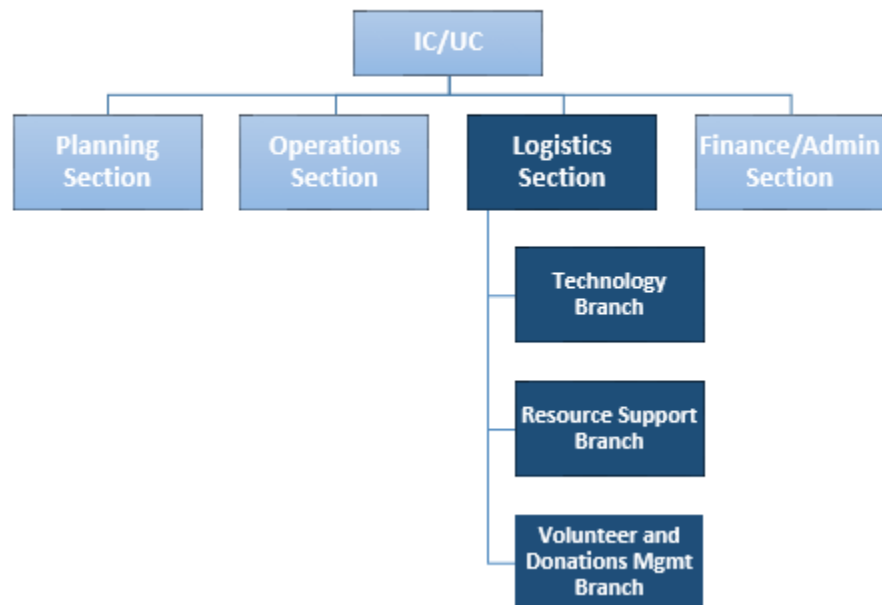 IC/UC
Planning
Section
Operations
Section
Logistics
Section
Finance/Admin
Section
Technology
Branch
Resource Support
Branch
Volunteer and
Donations Mgmt
Branch